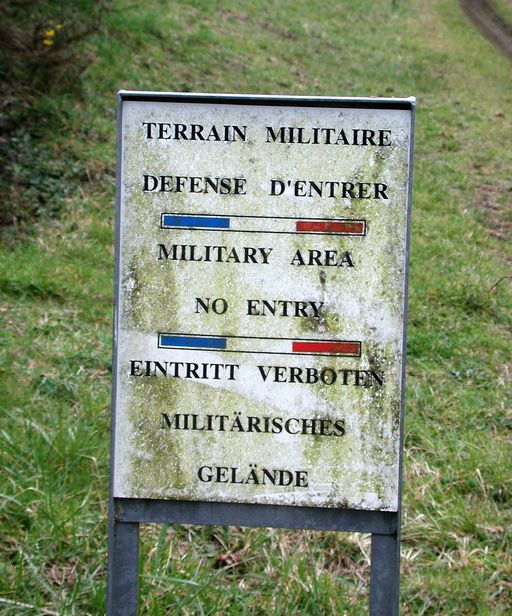 TERRAIN MILITAIRE
DEFENSE D'ENTRER
MILITARY AREA
NO ENTRY
EINTRITT VERBOTEN
MILITÄRISCHES
GELÄNDE